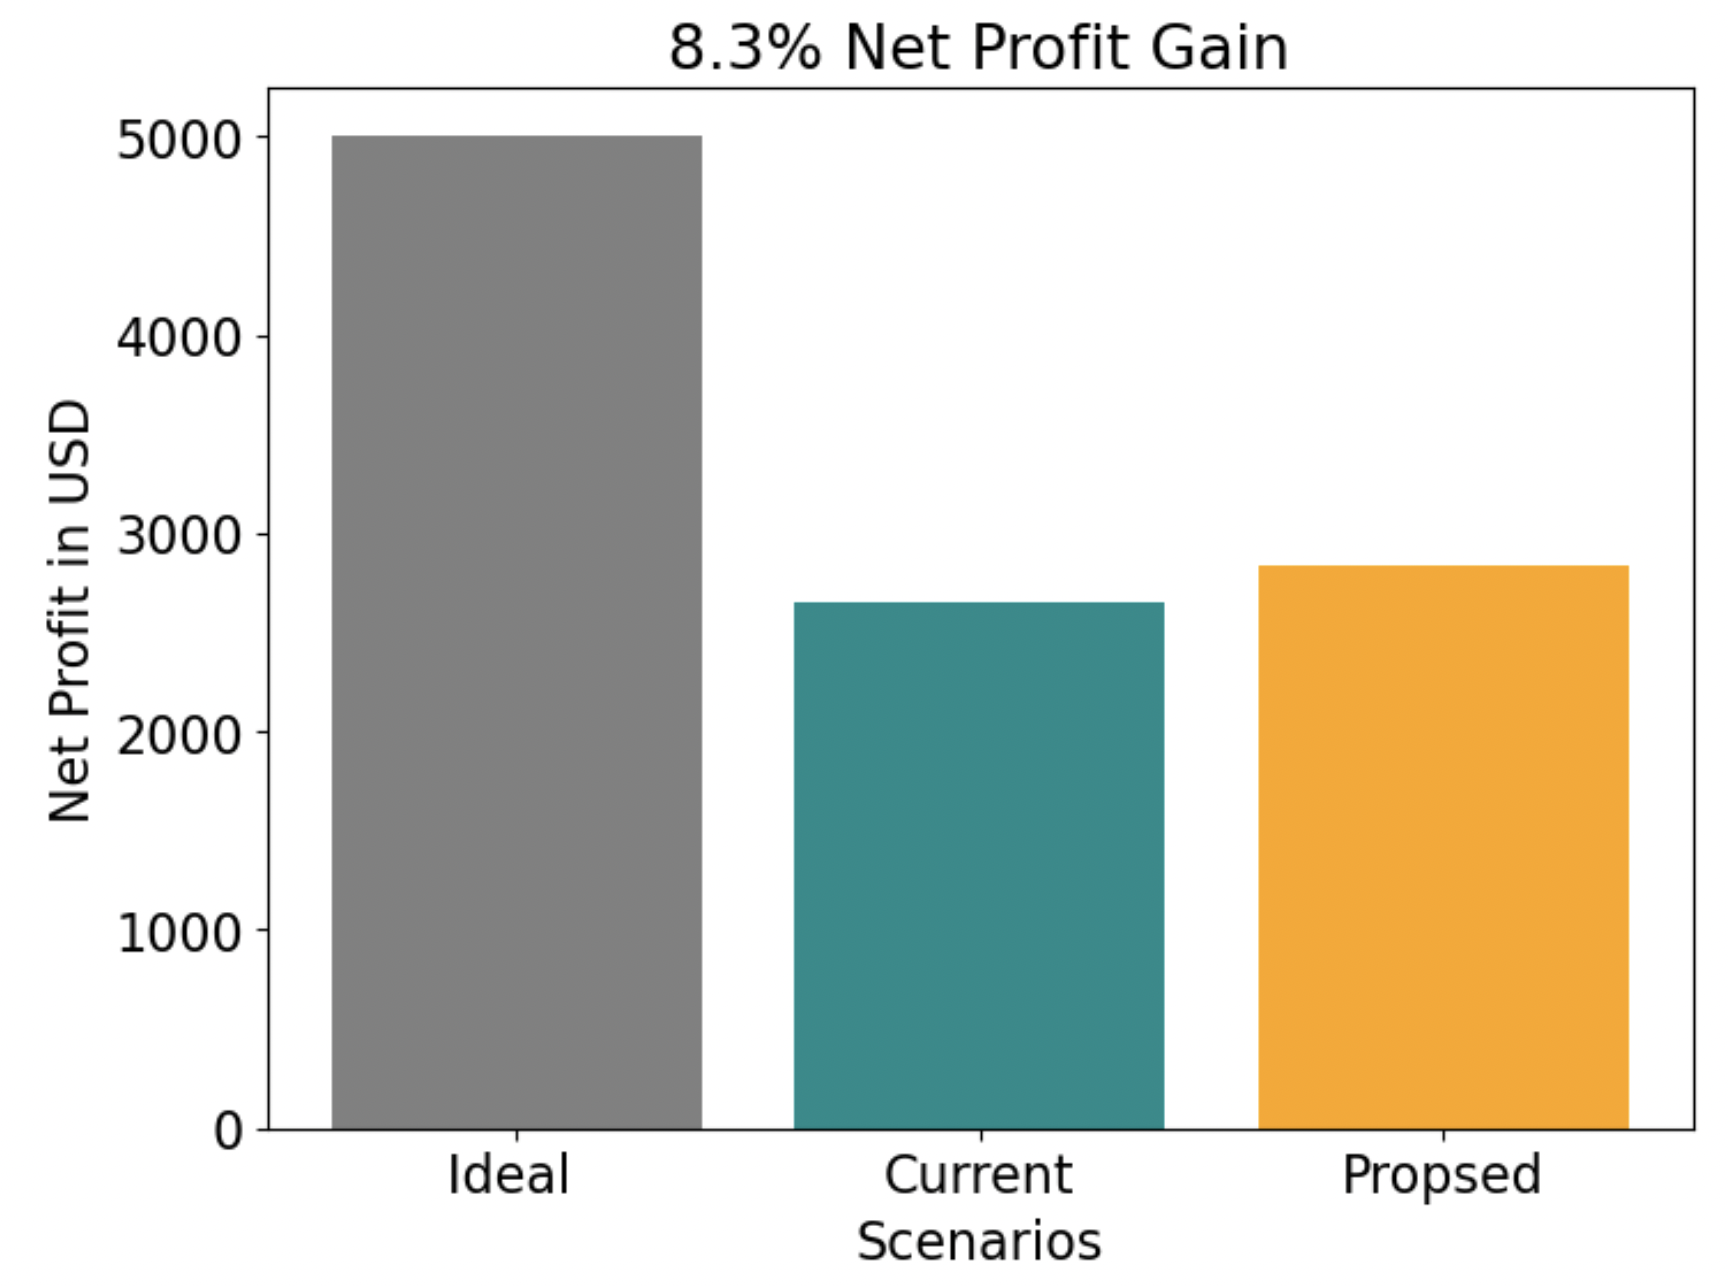 8.3% Net Profit Gain
Net Profit in USD
5000
4000
3000
2000
1000
0
Ideal
Current
Propsed
Scenarios